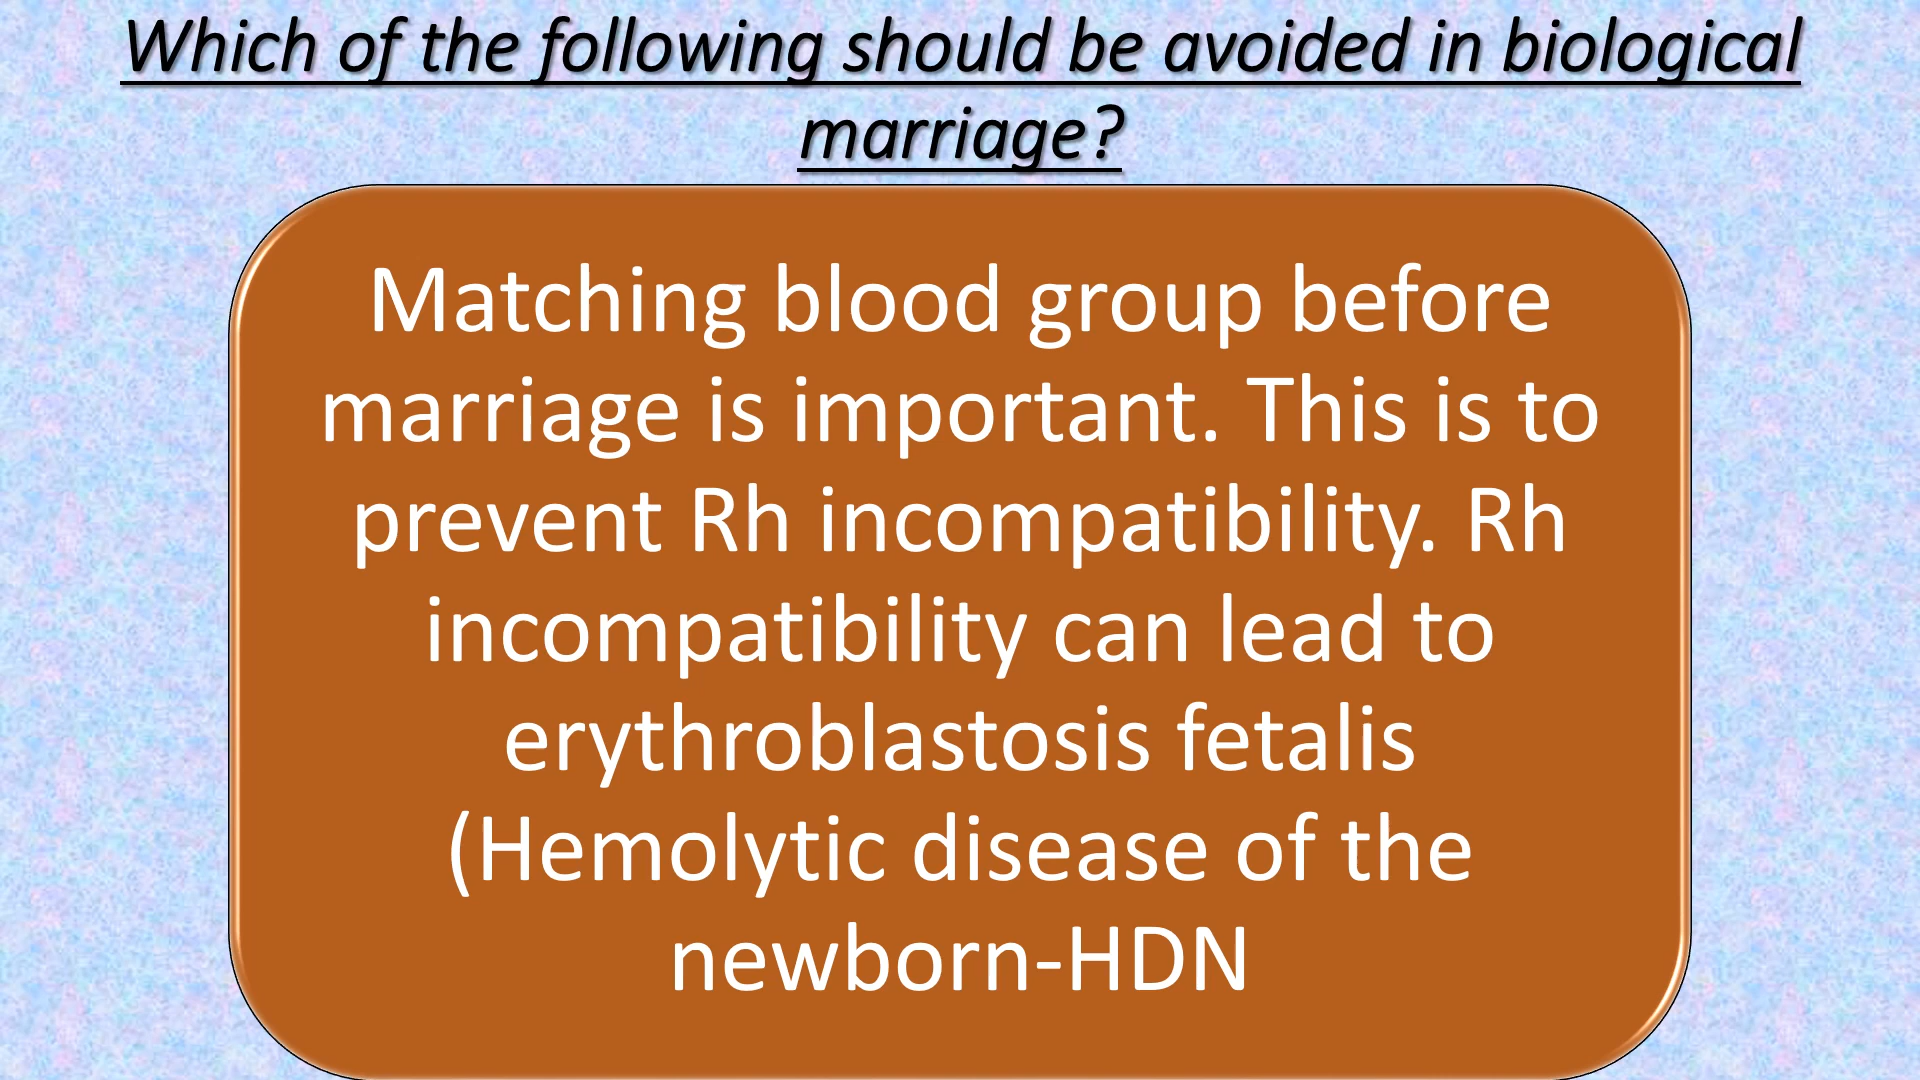 Which of the following should be avoided in biological
marriage?
Matching blood group before
marriage is important. This is to
prevent Rh incompatibility. Rh
incompatibility can lead to
erythroblastosis fetalis
(Hemolytic disease of the
newborn-HDN